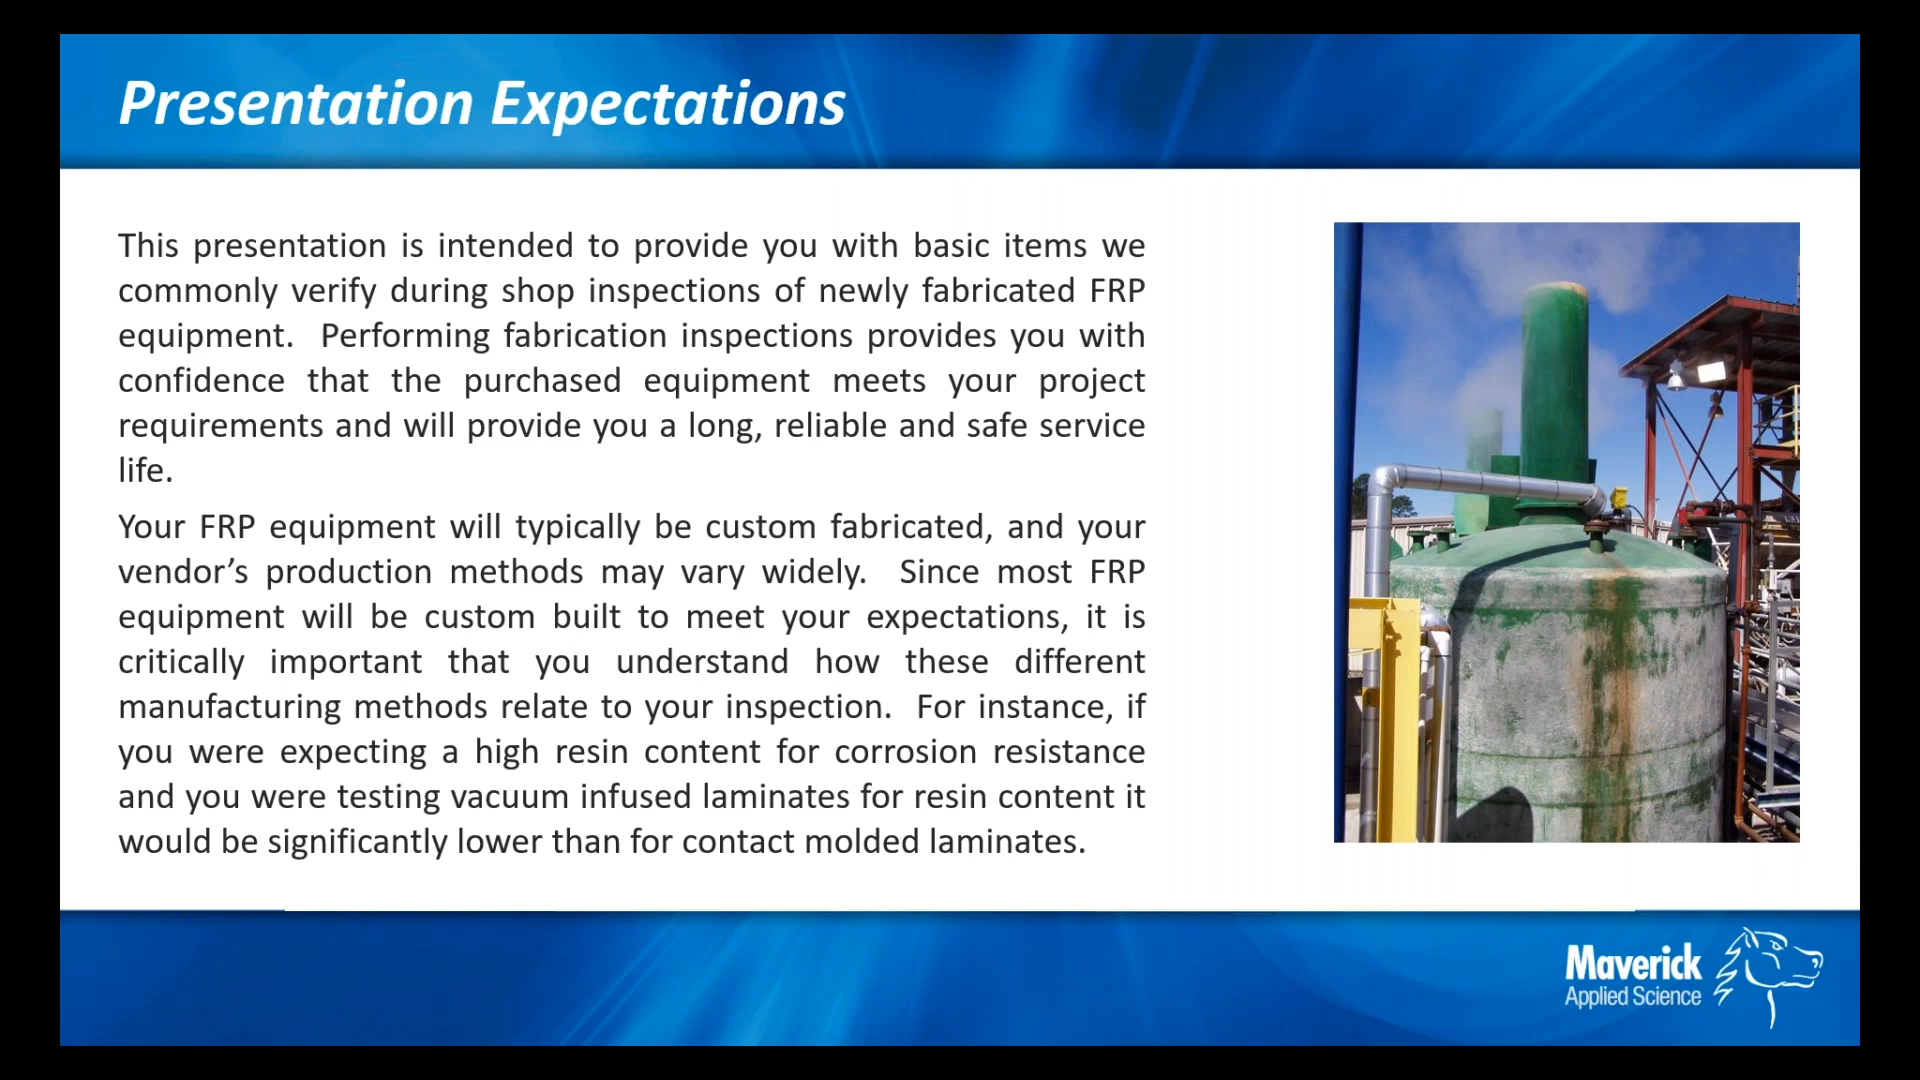 Presentation Expectations
This presentation is intended to provide you with basic items we
commonly verify during shop inspections of newly fabricated FRP
equipment. Performing fabrication inspections provides you with
confidence that the purchased equipment meets your project
requirements and will provide you a long, reliable and safe service
life.
Your FRP equipment will typically be custom fabricated, and your
vendor’s production methods may vary widely. Since most FRP
equipment will be custom built to meet your expectations, it is
critically important that you understand how these different
manufacturing methods relate to your inspection. For instance, if
you were expecting a high resin content for corrosion resistance
and you were testing vacuum infused laminates for resin content it
would be significantly lower than for contact molded laminates.
Maverick
Applied Science